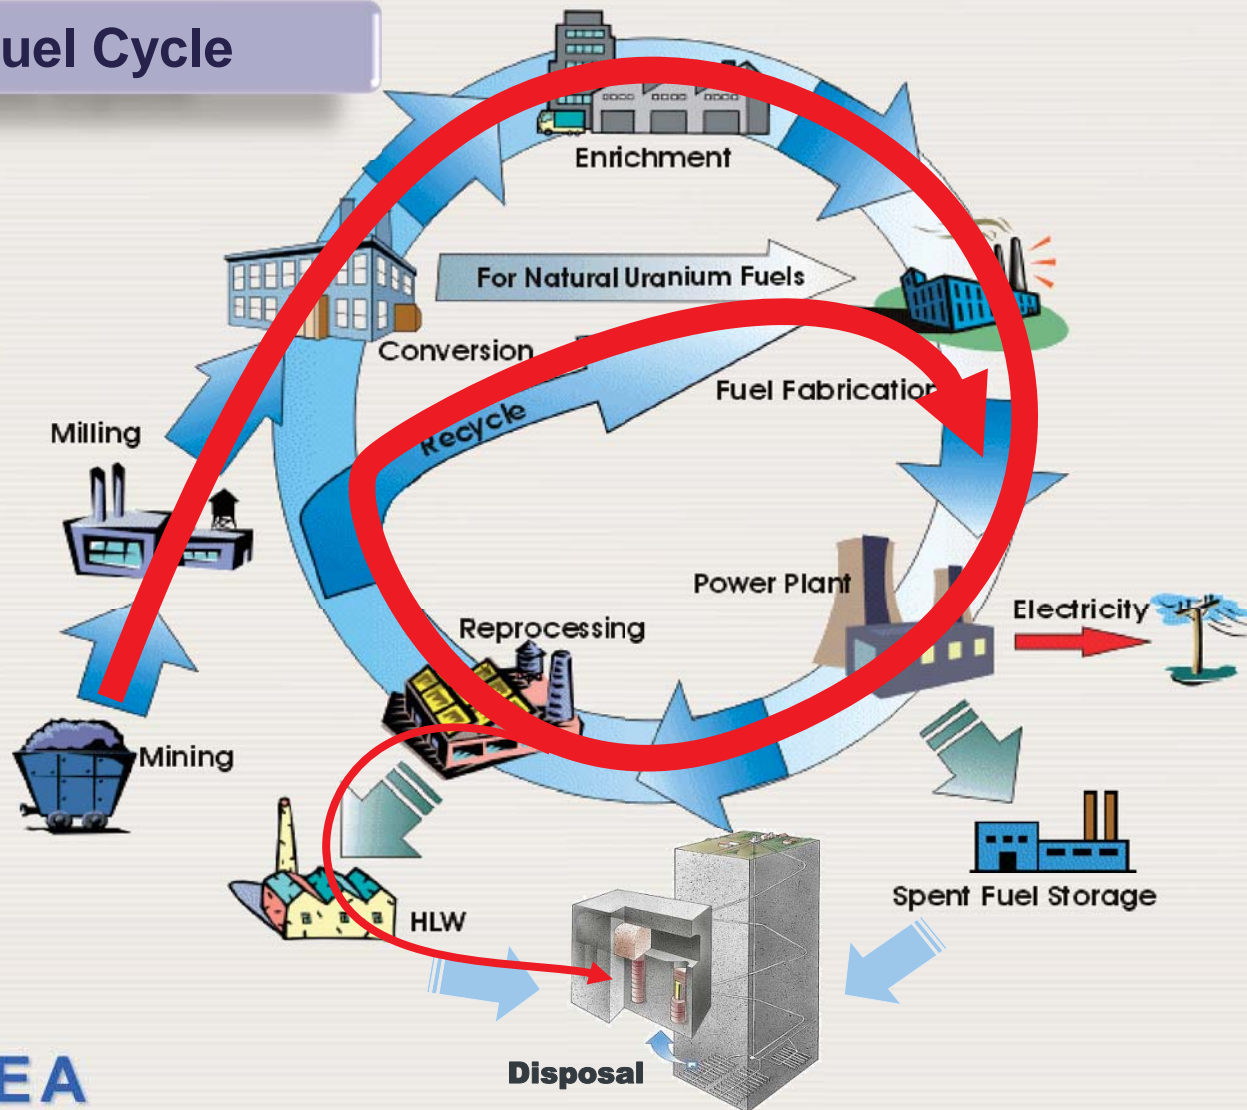 uel Cycle
Enrichment
For Natural Uranium Fuels
Conversion
Fuel Fabrication
Recycle
Milling
Power Plant
Electricity
Reprocessing
Mining
Spent Fuel Storage
HLW
Disposal
EA